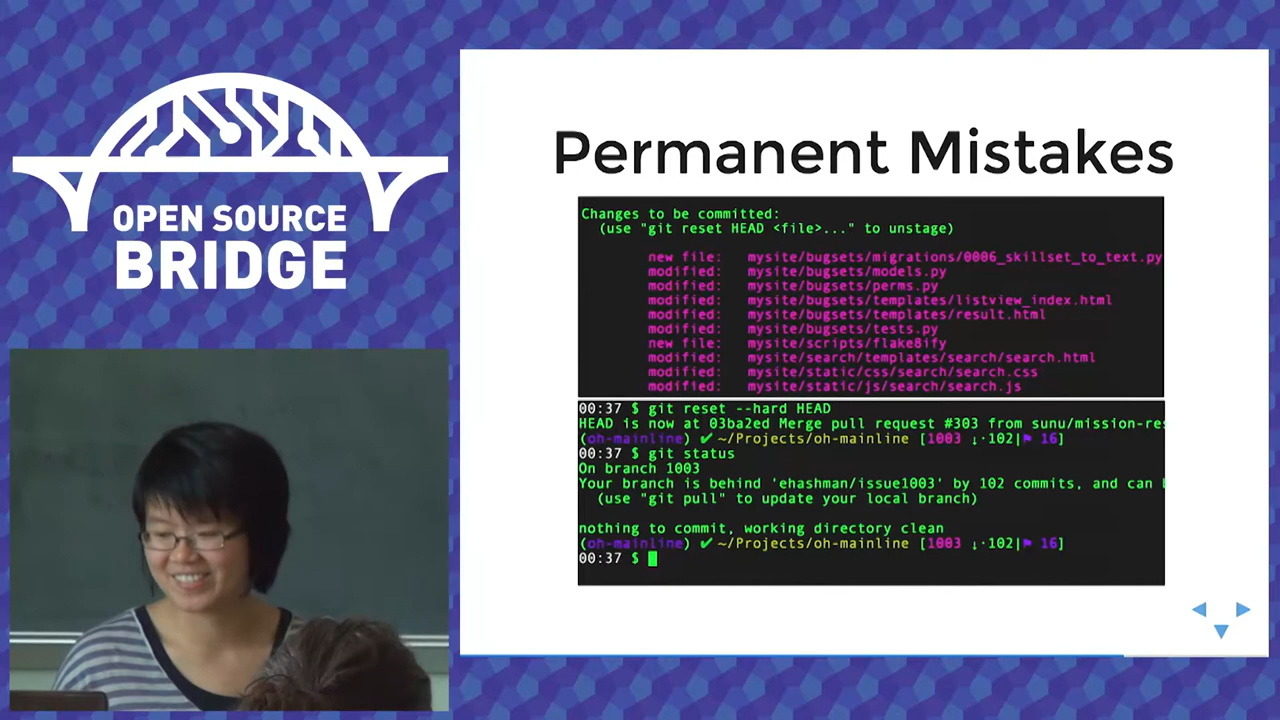 OPEN SOURCE
BRIDGE
Permanent Mistakes
Changes to be committed:
(use "git reset HEAD <file>..." to unstage)
new file: mysite/bugsets/migrations/0006_skillset_to_text.py
modified: mysite/bugsets/models.py
modified: mysite/bugsets/perms.py
modified: mysite/bugsets/templates/listview_index.html
modified: mysite/bugsets/templates/result.html
modified: mysite/bugsets/tests.py
new file: mysite/scripts/flake8ify
modified: mysite/search/templates/search/search.html
modified: mysite/static/css/search/search.css
modified: mysite/static/js/search/search.js
00:37 $ git reset --hard HEAD
HEAD is now at 03ba2ed Merge pull request #303 from sunu/mission-res
(oh-mainline) ✔ ~/Projects/oh-mainline [1003 ↓·102|⚑ 16]
00:37 $ git status
On branch 1003
Your branch is behind 'ehashman/issue1003' by 102 commits, and can
(use "git pull" to update your local branch)
nothing to commit, working directory clean
(oh-mainline) ✔ ~/Projects/oh-mainline [1003 ↓·102|⚑ 16]
00:37 $